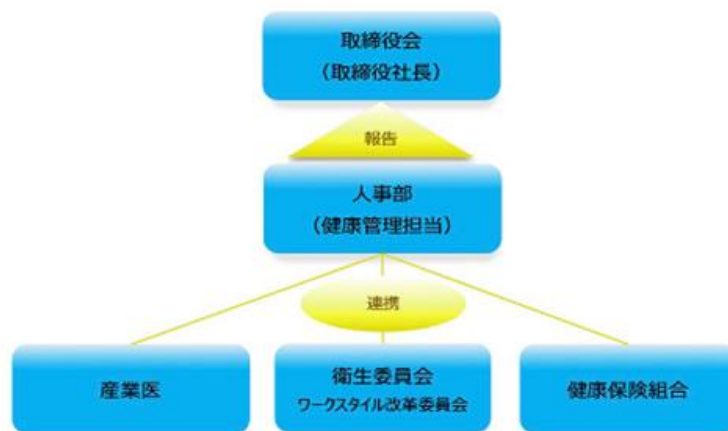 取締役会
（取締役社長）
報告
人事部
（健康管理担当）
連携
産業医
衛生委員会
ワークスタイル改革委員会
健康保険組合